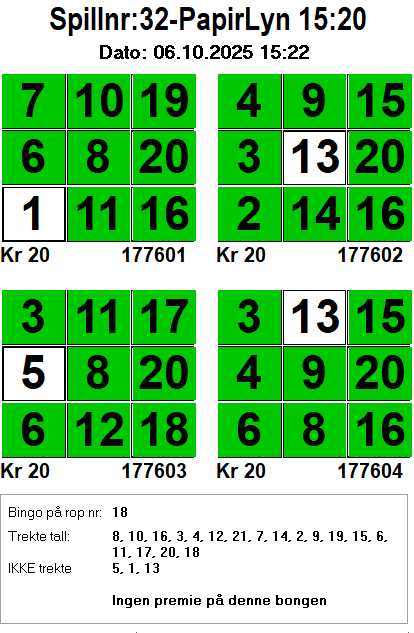 Spillnr:32-PapirLyn 15:20
Dato: 06.10.2025 15:22
7 10 19
6 8 20
1 11 16
Kr 20 177601
4 9 15
3 13 20
2 14 16
Kr 20 177602
3 11 17
5 8 20
6 12 18
Kr 20 177603
3 13 15
4 9 20
6 8 16
Kr 20 177604
Bingo på rop nr: 18
Trekte tall: 8, 10, 16, 3, 4, 12, 21, 7, 14, 2, 9, 19, 15, 6,
11, 17, 20, 18
IKKE trekte 5, 1, 13
Ingen premie på denne bongen